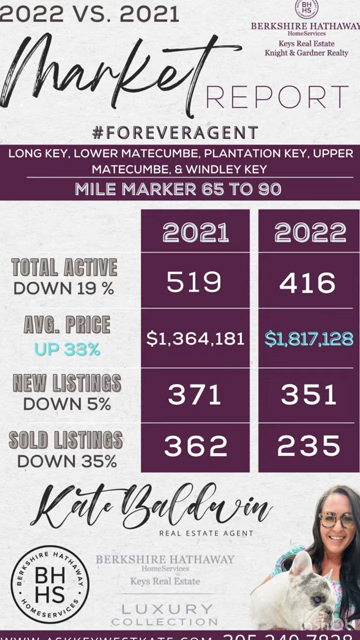 2022 VS. 2021
BH
HS
BERKSHIRE HATHAWAY
HomeServices
Keys Real Estate
Knight & Gardner Realty
Market
REPORT
#FOREVERAGENT
LONG KEY, LOWER MATECUMBE, PLANTATION KEY, UPPER
MATECUMBE, & WINDLEY KEY
MILE MARKER 65 TO 90
2021 2022
TOTAL ACTIVE
DOWN 19 % 519 416
AVG. PRICE
UP 33% $1,364,181 $1,817,128
NEW LISTINGS
DOWN 5% 371 351
SOLD LISTINGS
DOWN 35% 362 235
Kate Baldwin
REAL ESTATE AGENT
BERKSHIRE HATHAWAY
HOMESERVICES
BH
HS
BERKSHIRE HATHAWAY
HomeServices
Keys Real Estate
LUXURY
COLLECTION